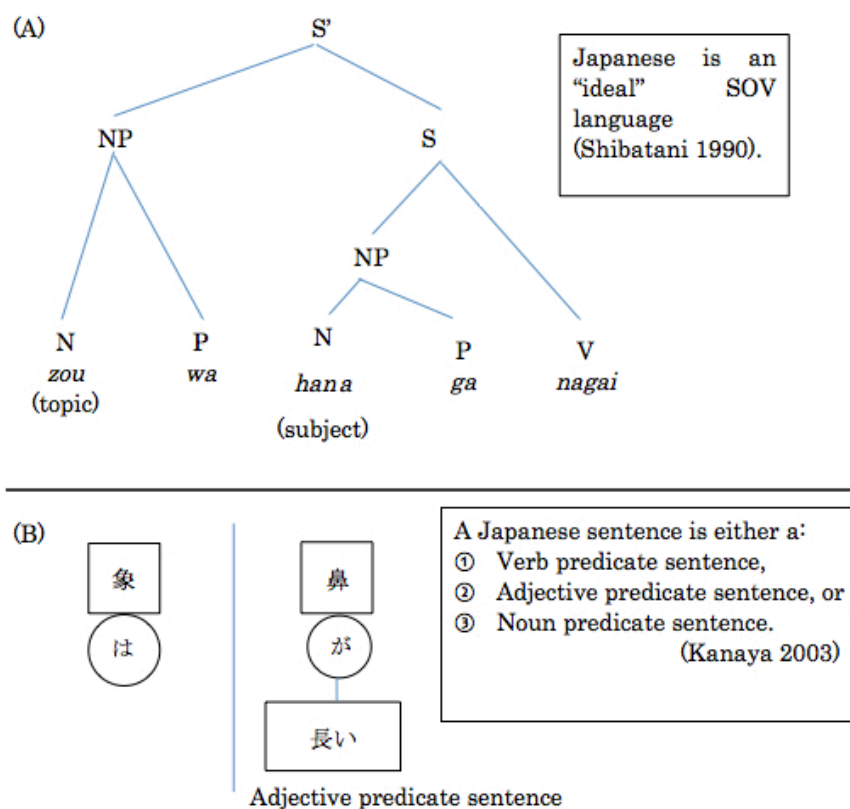 (A)
S’
Japanese is an
“ideal” SOV
language
(Shibatani 1990).
NP
S
NP
N
P
N
P
V
zou
wa
hana
ga
nagai
(topic)
(subject)
(B)
象
は
鼻
が
長い
Adjective predicate sentence
A Japanese sentence is either a:
① Verb predicate sentence,
② Adjective predicate sentence, or
③ Noun predicate sentence.
(Kanaya 2003)